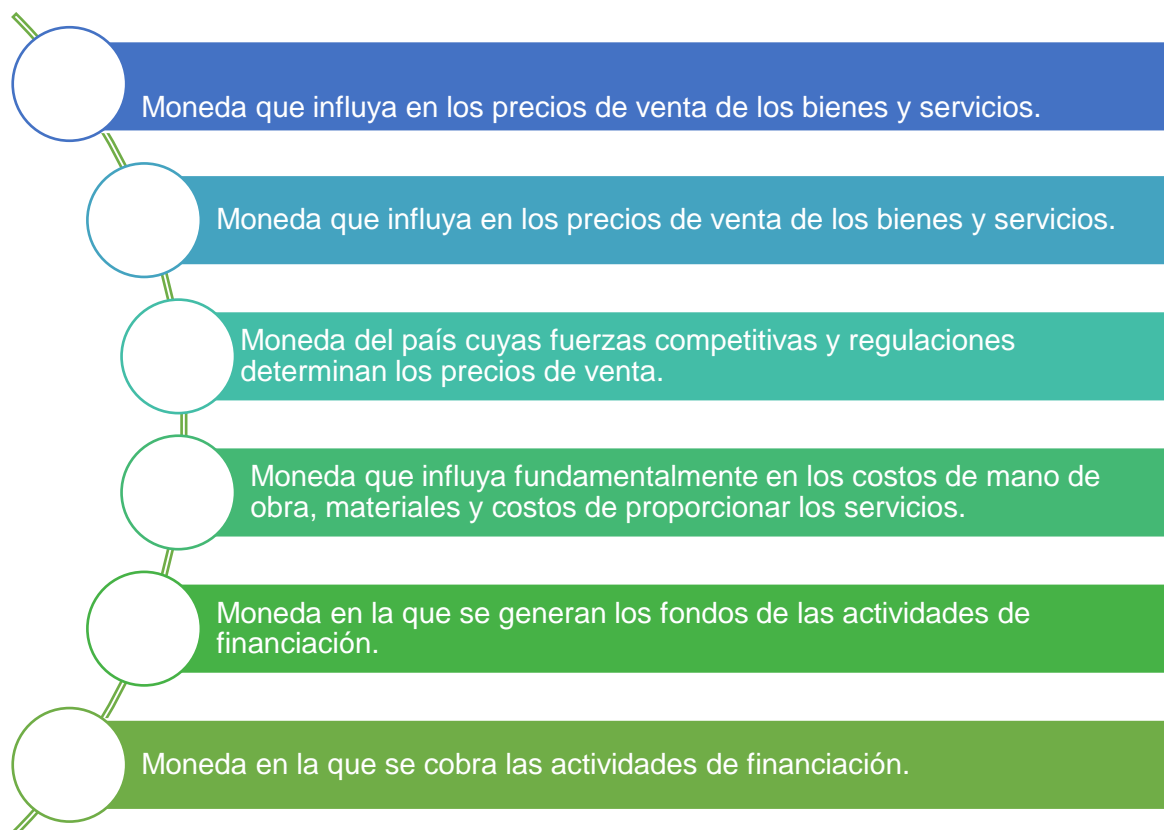 Moneda que influya en los precios de venta de los bienes y servicios.
Moneda que influya en los precios de venta de los bienes y servicios.
Moneda del país cuyas fuerzas competitivas y regulaciones
determinan los precios de venta.
Moneda que influya fundamentalmente en los costos de mano de
obra, materiales y costos de proporcionar los servicios.
Moneda en la que se generan los fondos de las actividades de
financiación.
Moneda en la que se cobra las actividades de financiación.